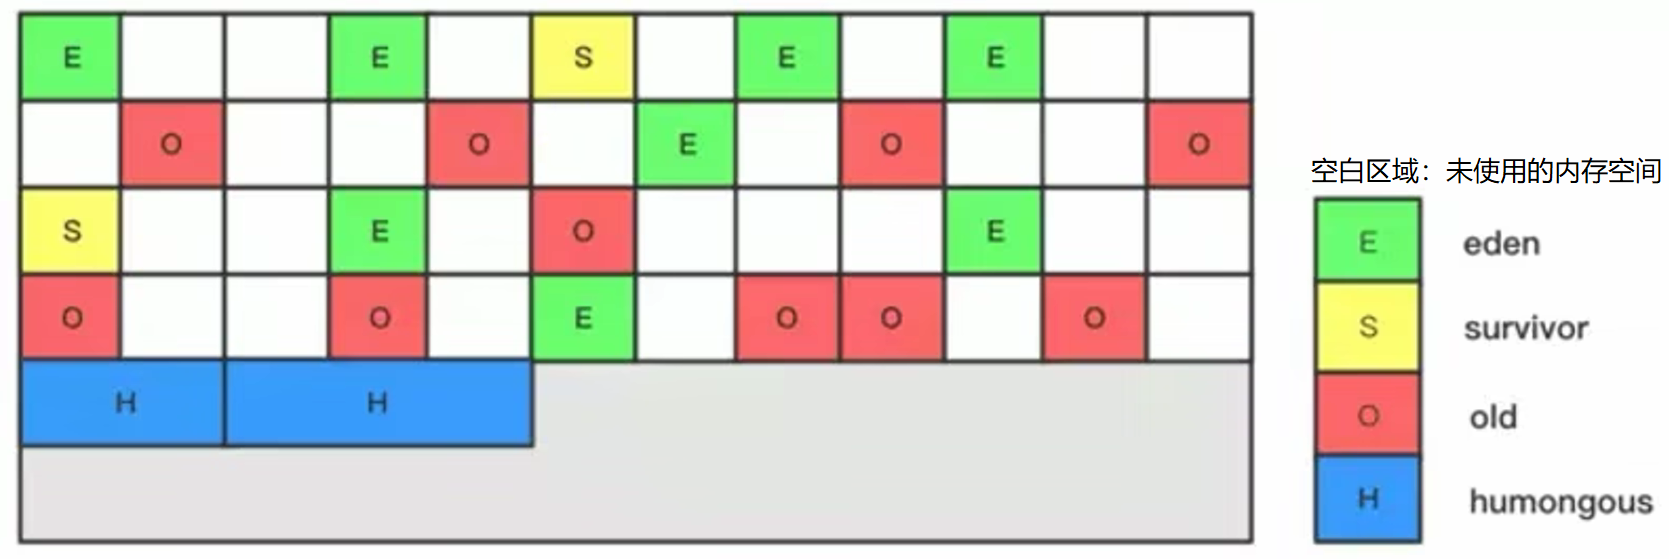 E E S E E
O O E O O
S E O E
O O E O O O
H H
空白区域：未使用的内存空间
E eden
S survivor
O old
H humongous